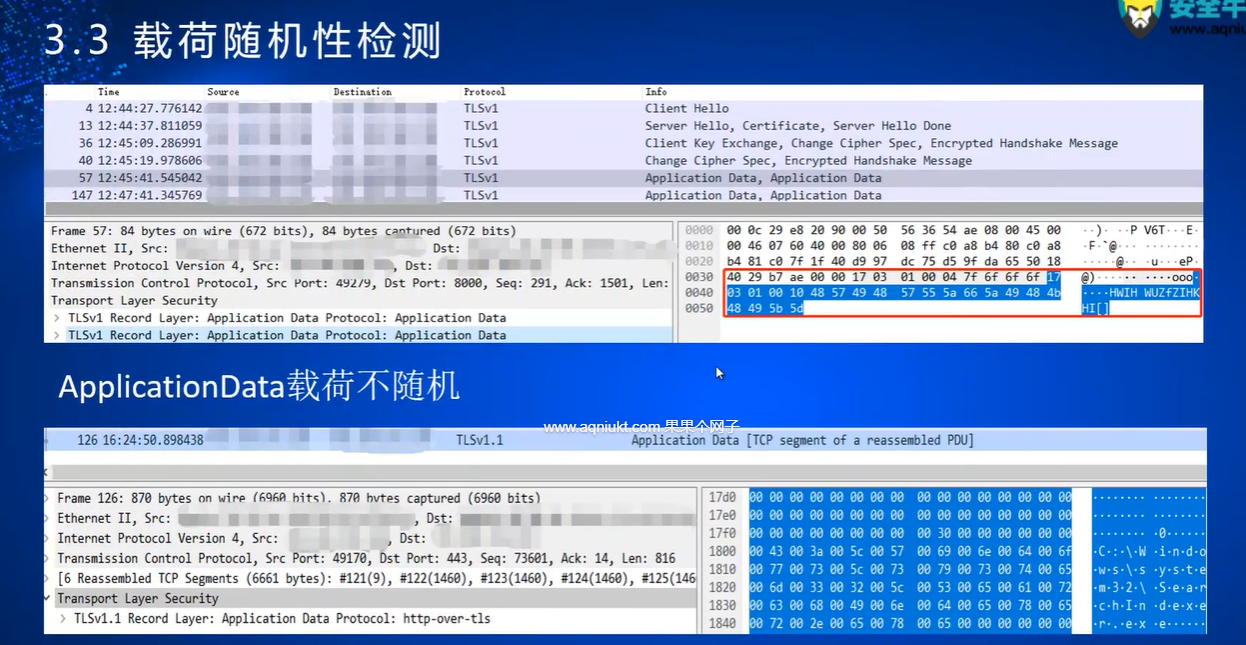 3.3 载荷随机性检测
安全牛
Time Source Destination Protocol Info
4 12:44:27.776142 TLSv1 Client Hello
13 12:44:37.811059 TLSv1 Server Hello, Certificate, Server Hello Done
36 12:45:09.286991 TLSv1 Client Key Exchange, Change Cipher Spec, Encrypted Handshake Message
40 12:45:19.978606 TLSv1 Change Cipher Spec, Encrypted Handshake Message
57 12:45:41.545042 TLSv1 Application Data, Application Data
147 12:47:41.345769 TLSv1 Application Data, Application Data
Frame 57: 84 bytes on wire (672 bits), 84 bytes captured (672 bits)
Ethernet II, Src: Dst:
Internet Protocol Version 4, Src: , Dst:
Transmission Control Protocol, Src Port: 49279, Dst Port: 8000, Seq: 291, Ack: 1501, Len:
Transport Layer Security
> TLSv1 Record Layer: Application Data Protocol: Application Data
> TLSv1 Record Layer: Application Data Protocol: Application Data
0000 00 0c 29 e8 20 90 00 50 56 36 54 ae 08 00 45 00 ··)· ··P V6T···E·
0010 00 46 07 60 40 00 80 06 08 ff c0 a8 b4 80 c0 a8 ·F·`@···
0020 b4 81 c0 7f 1f 40 d9 97 dc 75 d5 9f da 65 50 18 ·····@·· ·u···eP·
0030 40 29 b7 ae 00 00 17 03 01 00 04 7f 6f 6f 6f 17 @)······ ····ooo·
0040 03 01 00 10 48 57 49 48 57 55 5a 66 5a 49 48 4b ····HWIH WUZfZIHK
0050 48 49 5b 5d HI[]
ApplicationData载荷不随机
www.aqniukt.com 果果个网子
126 16:24:50.898438 TLSv1.1 Application Data [TCP segment of a reassembled PDU]
Frame 126: 870 bytes on wire (6960 bits), 870 bytes captured (6960 bits)
Ethernet II, Src: , Dst:
Internet Protocol Version 4, Src: , Dst:
Transmission Control Protocol, Src Port: 49170, Dst Port: 443, Seq: 73601, Ack: 14, Len: 816
[6 Reassembled TCP Segments (6661 bytes): #121(9), #122(1460), #123(1460), #124(1460), #125(146
Transport Layer Security
> TLSv1.1 Record Layer: Application Data Protocol: http-over-tls
17d0 00 00 00 00 00 00 00 00 00 00 00 00 00 00 00 00 ········ ········
17e0 00 00 00 00 00 00 00 00 00 00 00 00 00 00 00 00 ········ ········
17f0 00 00 00 00 00 00 00 00 00 30 00 00 00 00 00 00 ········ ·0······
1800 00 43 00 3a 00 5c 00 57 00 69 00 6e 00 64 00 6f ·C·:·\·W ·i·n·d·o
1810 00 77 00 73 00 5c 00 73 00 79 00 73 00 74 00 65 ·w·s·\·s ·y·s·t·e
1820 00 6d 00 33 00 32 00 5c 00 53 00 65 00 61 00 72 ·m·3·2·\ ·S·e·a·r
1830 00 63 00 68 00 49 00 6e 00 64 00 65 00 78 00 65 ·c·h·I·n ·d·e·x·e
1840 00 72 00 2e 00 65 00 78 00 65 00 00 00 00 00 00 ·r·.·e·x ·e······